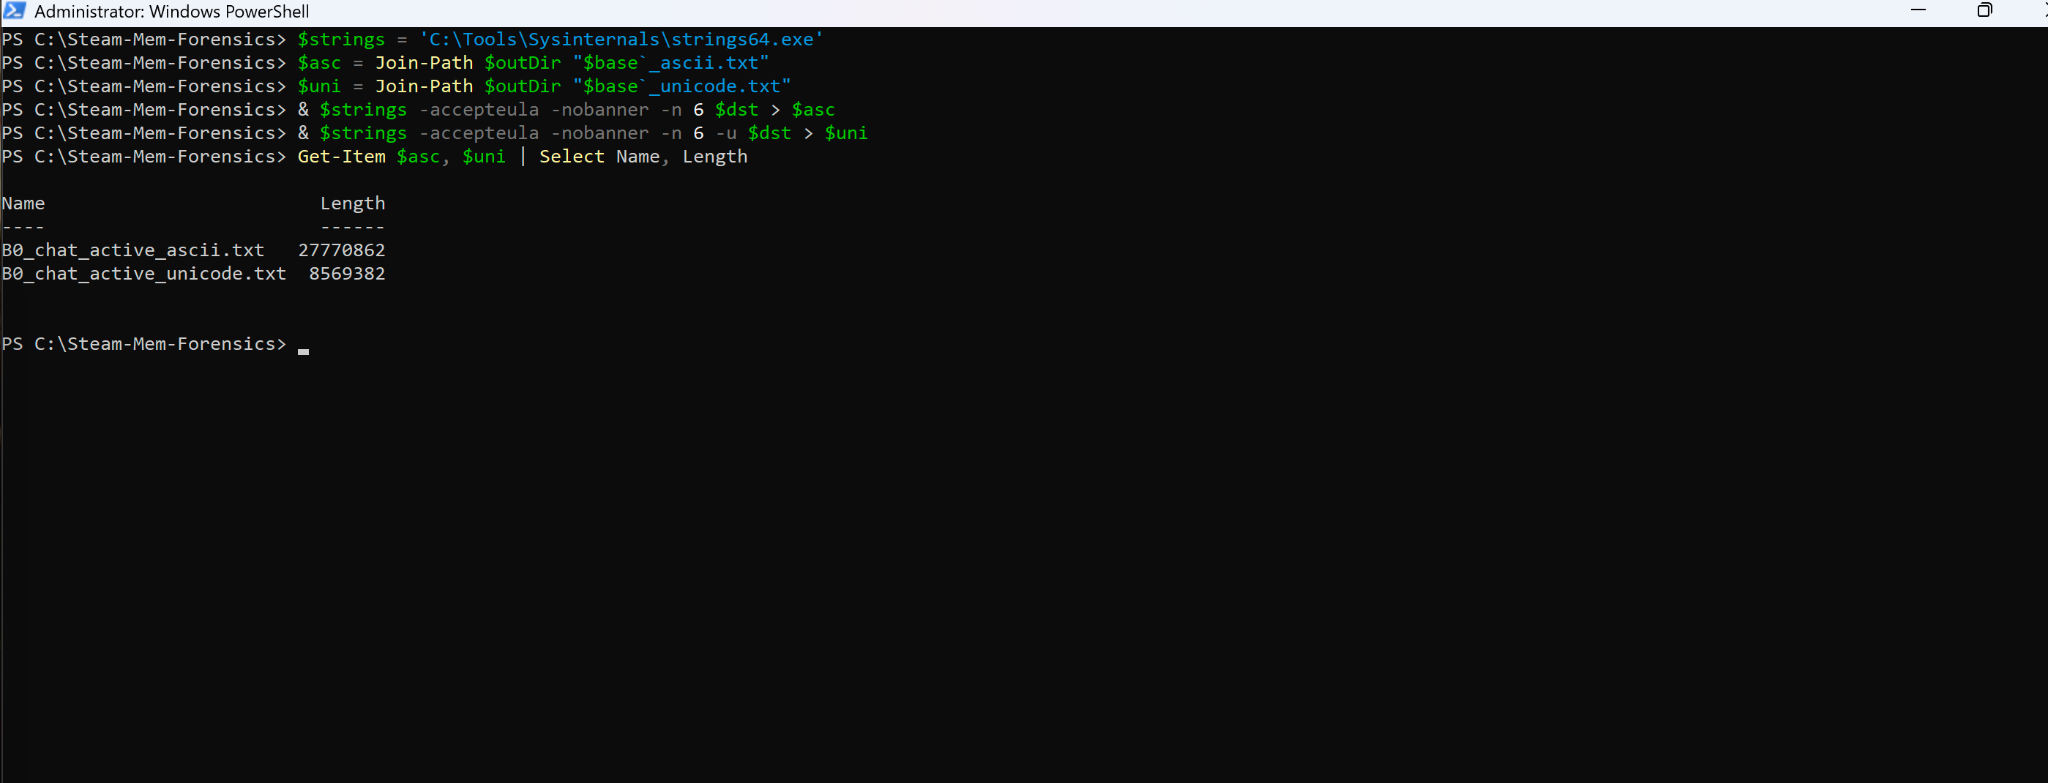 Administrator: Windows PowerShell
PS C:\Steam-Mem-Forensics> $strings = 'C:\Tools\Sysinternals\strings64.exe'
PS C:\Steam-Mem-Forensics> $asc = Join-Path $outDir "$base`_ascii.txt"
PS C:\Steam-Mem-Forensics> $uni = Join-Path $outDir "$base`_unicode.txt"
PS C:\Steam-Mem-Forensics> & $strings -accepteula -nobanner -n 6 $dst > $asc
PS C:\Steam-Mem-Forensics> & $strings -accepteula -nobanner -n 6 -u $dst > $uni
PS C:\Steam-Mem-Forensics> Get-Item $asc, $uni | Select Name, Length
Name Length
---- ------
B0_chat_active_ascii.txt 27770862
B0_chat_active_unicode.txt 8569382
PS C:\Steam-Mem-Forensics>